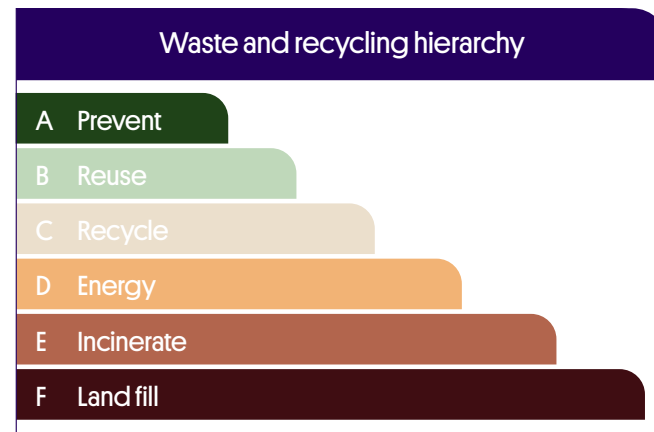 Waste and recycling hierarchy
A Prevent
B Reuse
C Recycle
D Energy
E Incinerate
F Land fill